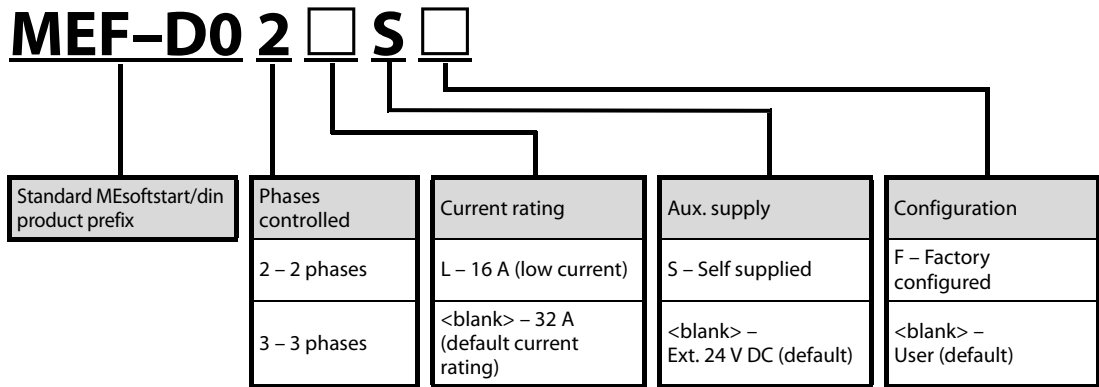 MEF–D0 2 S
Standard MEsoftstart/din
product prefix
Phases
controlled
2 – 2 phases
3 – 3 phases
Current rating
L – 16 A (low current)
<blank> – 32 A
(default current
rating)
Aux. supply
S – Self supplied
<blank> –
Ext. 24 V DC (default)
Configuration
F – Factory
configured
<blank> –
User (default)